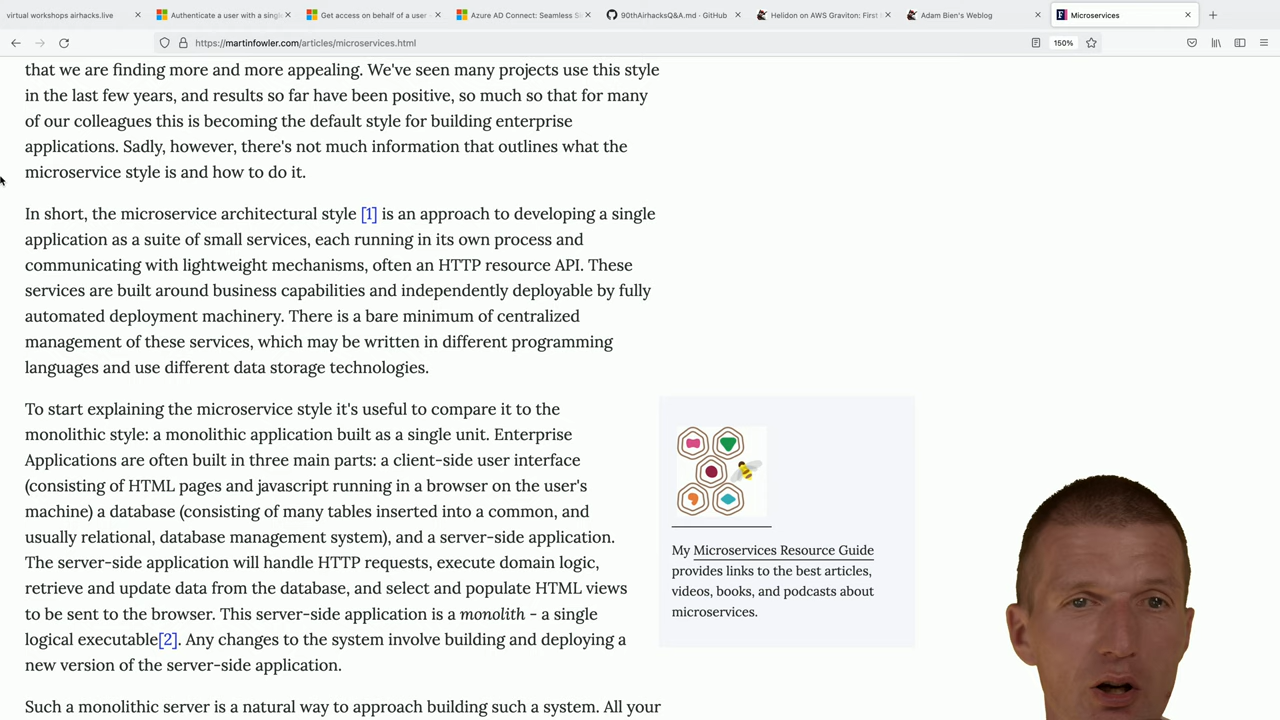 virtual workshops airhacks.live
Authenticate a user with a singl
Get access on behalf of a user
Azure AD Connect: Seamless S
90thAirhacksQ&A.md · GitHub
Helidon on AWS Graviton: First
Adam Bien's Weblog
Microservices
https://martinfowler.com/articles/microservices.html
150%
that we are finding more and more appealing. We've seen many projects use this style
in the last few years, and results so far have been positive, so much so that for many
of our colleagues this is becoming the default style for building enterprise
applications. Sadly, however, there's not much information that outlines what the
microservice style is and how to do it.
In short, the microservice architectural style [1] is an approach to developing a single
application as a suite of small services, each running in its own process and
communicating with lightweight mechanisms, often an HTTP resource API. These
services are built around business capabilities and independently deployable by fully
automated deployment machinery. There is a bare minimum of centralized
management of these services, which may be written in different programming
languages and use different data storage technologies.
To start explaining the microservice style it's useful to compare it to the
monolithic style: a monolithic application built as a single unit. Enterprise
Applications are often built in three main parts: a client-side user interface
(consisting of HTML pages and javascript running in a browser on the user's
machine) a database (consisting of many tables inserted into a common, and
usually relational, database management system), and a server-side application.
The server-side application will handle HTTP requests, execute domain logic,
retrieve and update data from the database, and select and populate HTML views
to be sent to the browser. This server-side application is a monolith - a single
logical executable[2]. Any changes to the system involve building and deploying a
new version of the server-side application.
My Microservices Resource Guide
provides links to the best articles,
videos, books, and podcasts about
microservices.
Such a monolithic server is a natural way to approach building such a system. All your